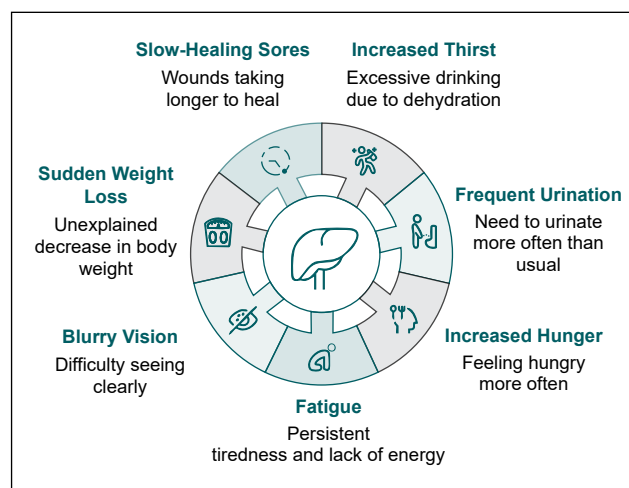 Slow-Healing Sores
Wounds taking
longer to heal
Increased Thirst
Excessive drinking
due to dehydration
Sudden Weight
Loss
Unexplained
decrease in body
weight
Frequent Urination
Need to urinate
more often than
usual
Blurry Vision
Difficulty seeing
clearly
Increased Hunger
Feeling hungry
more often
Fatigue
Persistent
tiredness and lack of energy